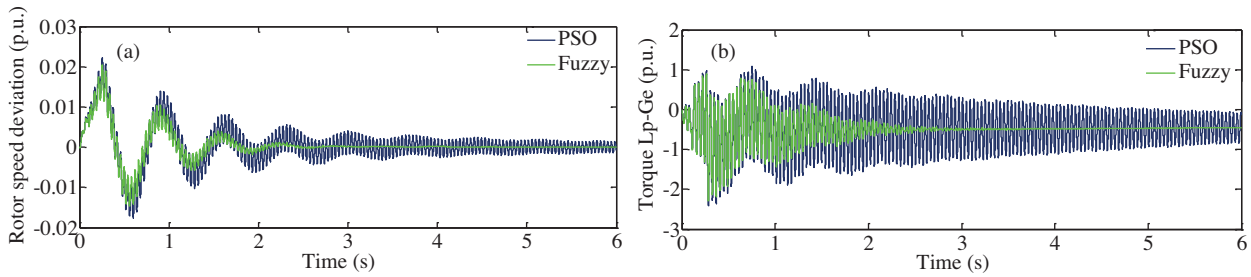 Rotor speed deviation (p.u.)
0.03
0.02
0.01
0
-0.01
-0.02
(a)
PSO
Fuzzy
0 1 2 3 4 5 6
Time (s)
Torque Lp-Ge (p.u.)
2
1
0
-1
-2
-3
(b)
PSO
Fuzzy
0 1 2 3 4 5 6
Time (s)